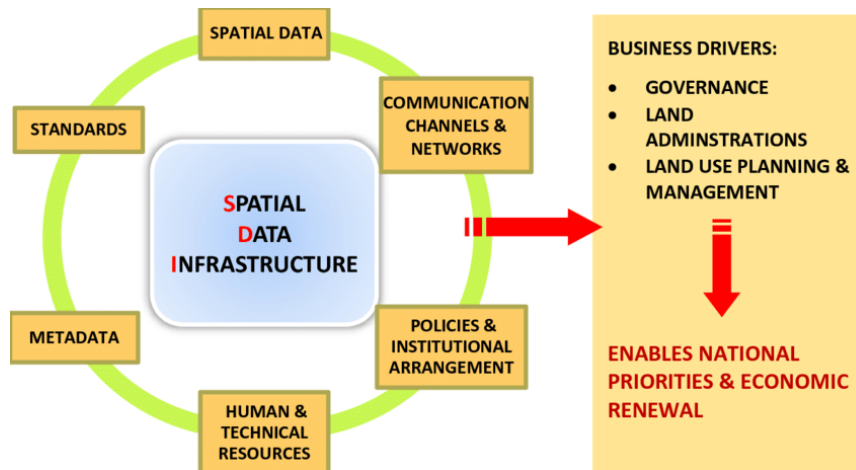 SPATIAL DATA
COMMUNICATION
CHANNELS &
NETWORKS
STANDARDS
SPATIAL
DATA
INFRASTRUCTURE
METADATA
POLICIES &
INSTITUTIONAL
ARRANGEMENT
HUMAN &
TECHNICAL
RESOURCES
BUSINESS DRIVERS:
• GOVERNANCE
• LAND
ADMINSTRATIONS
• LAND USE PLANNING &
MANAGEMENT
ENABLES NATIONAL
PRIORITIES & ECONOMIC
RENEWAL